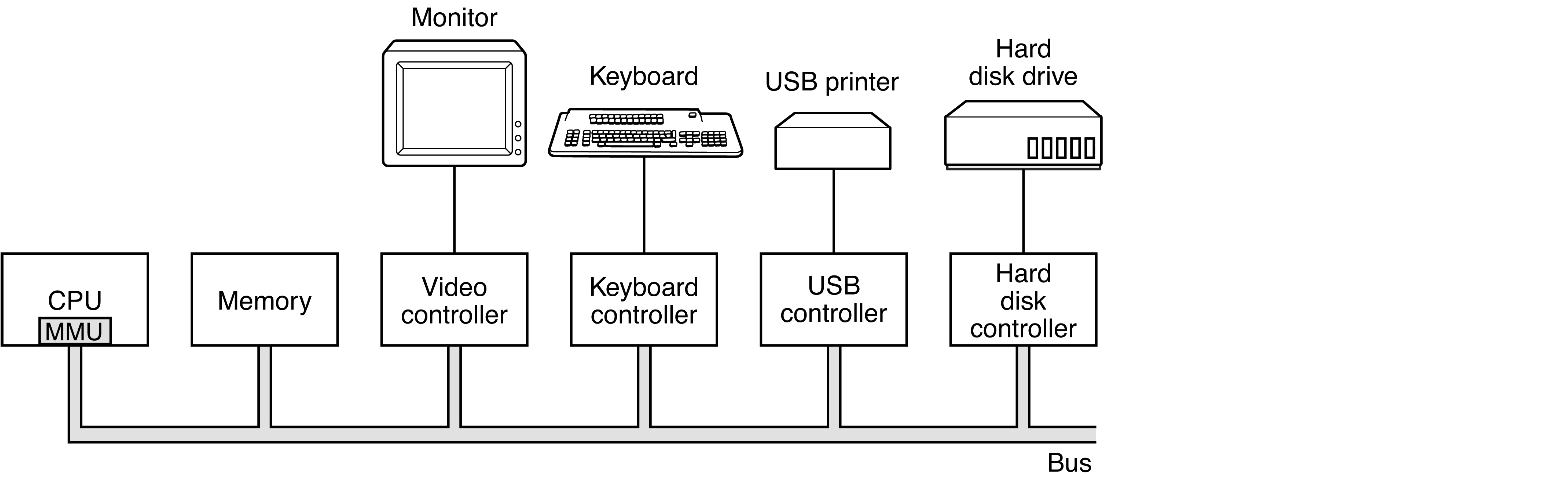 Monitor
Keyboard
USB printer
Hard
disk drive
CPU
MMU
Memory
Video
controller
Keyboard
controller
USB
controller
Hard
disk
controller
Bus